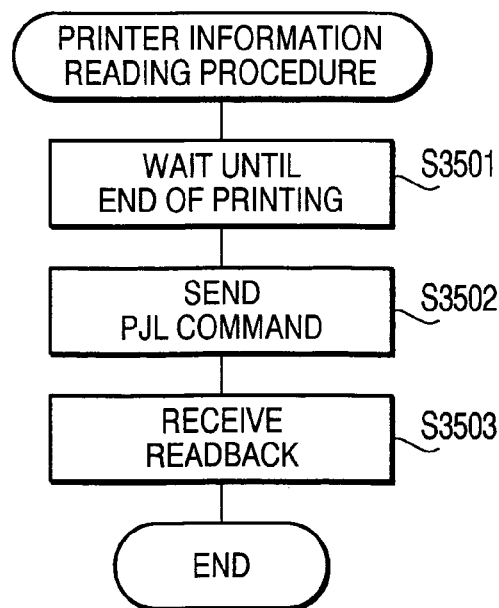 PRINTER INFORMATION
READING PROCEDURE
WAIT UNTIL
END OF PRINTING
S3501
SEND
PJL COMMAND
S3502
RECEIVE
READBACK
S3503
END